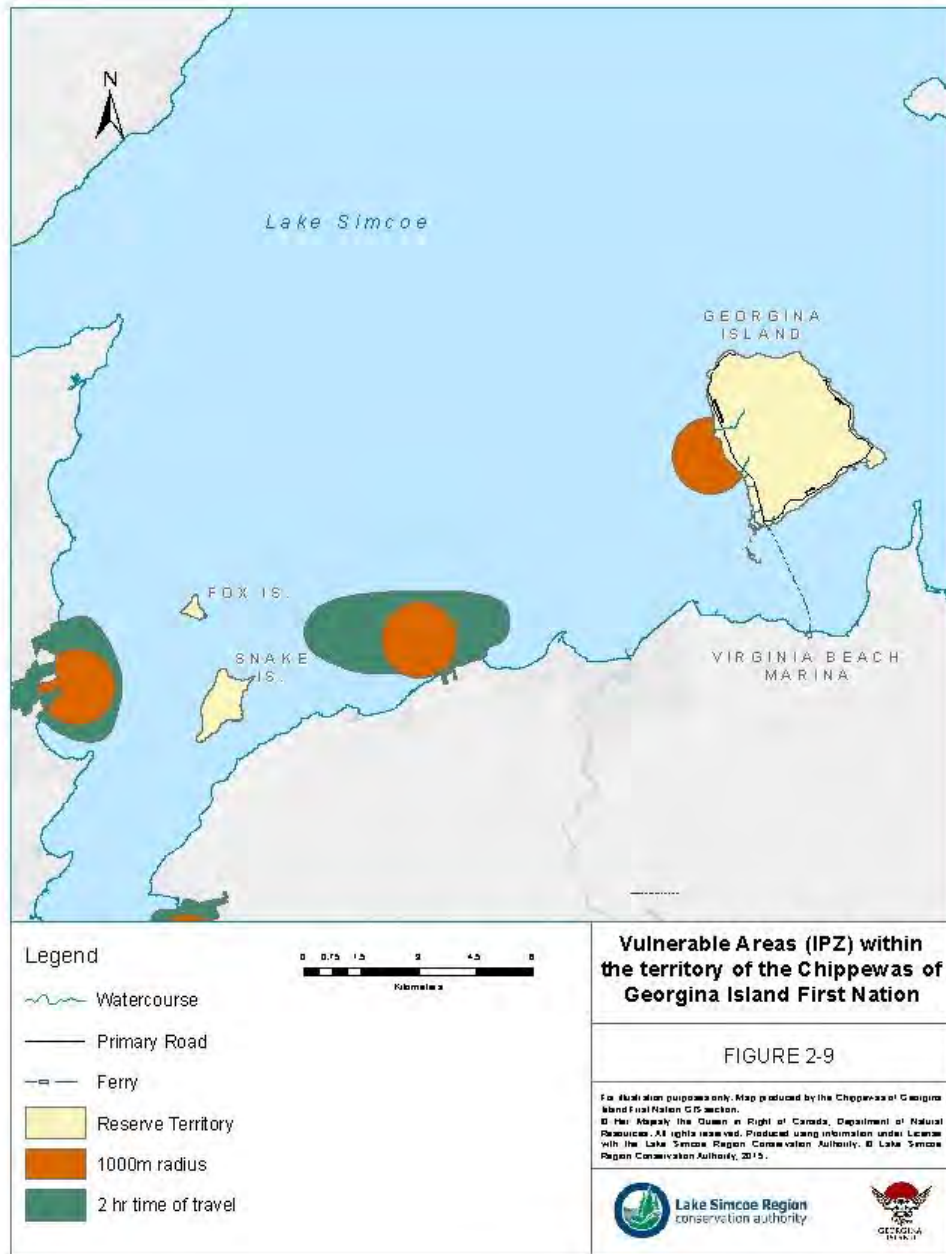 N
Lake Simcoe
GEORGINA
ISLAND
FOX IS.
SNAKE
IS.
VIRGINIA BEACH
MARINA
Legend
Watercourse
Primary Road
Ferry
Reserve Territory
1000m radius
2 hr time of travel
0 0.75 1.5 3 4.5 6
Kilometers
Vulnerable Areas (IPZ) within
the territory of the Chippewas of
Georgina Island First Nation
FIGURE 2-9
For illustration purposes only. Map produced by the Chippewas of Georgina
Island First Nation GIS section.
© Her Majesty the Queen in Right of Canada, Department of Natural
Resources. All rights reserved. Produced using information under License
with the Lake Simcoe Region Conservation Authority. © Lake Simcoe
Region Conservation Authority, 2015.
Lake Simcoe Region
conservation authority
GEORGINA
ISLAND